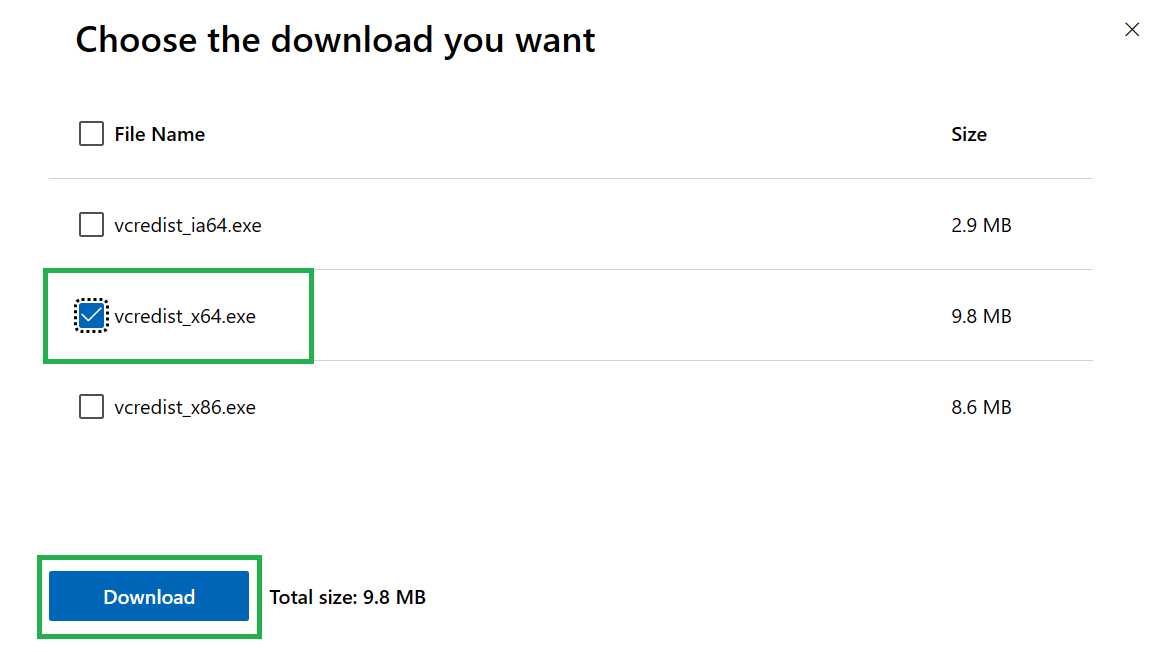 Choose the download you want
File Name Size
vcredist_ia64.exe 2.9 MB
vcredist_x64.exe 9.8 MB
vcredist_x86.exe 8.6 MB
Download Total size: 9.8 MB